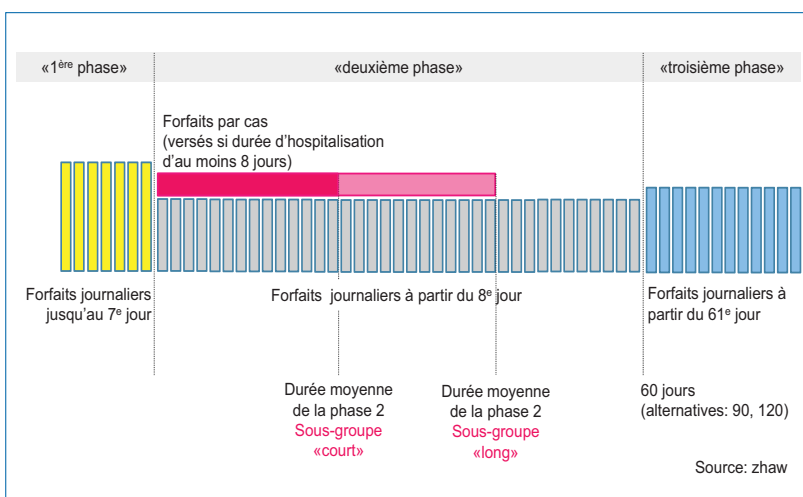 «1ère phase»
«deuxième phase»
«troisième phase»
Forfaits par cas
(versés si durée d’hospitalisation
d’au moins 8 jours)
Forfaits journaliers
jusqu’au 7e jour
Forfaits journaliers à partir du 8e jour
Forfaits journaliers à
partir du 61e jour
Durée moyenne
de la phase 2
Sous-groupe
«court»
Durée moyenne
de la phase 2
Sous-groupe
«long»
60 jours
(alternatives: 90, 120)
Source: zhaw